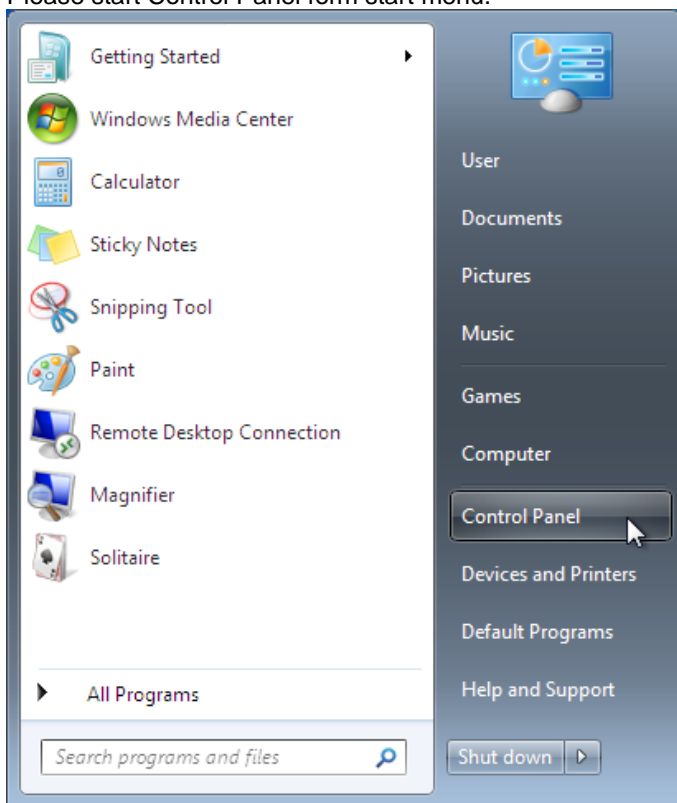 Please start Control Panel form start menu.
Getting Started
Windows Media Center
Calculator
Sticky Notes
Snipping Tool
Paint
Remote Desktop Connection
Magnifier
Solitaire
All Programs
Search programs and files
User
Documents
Pictures
Music
Games
Computer
Control Panel
Devices and Printers
Default Programs
Help and Support
Shut down